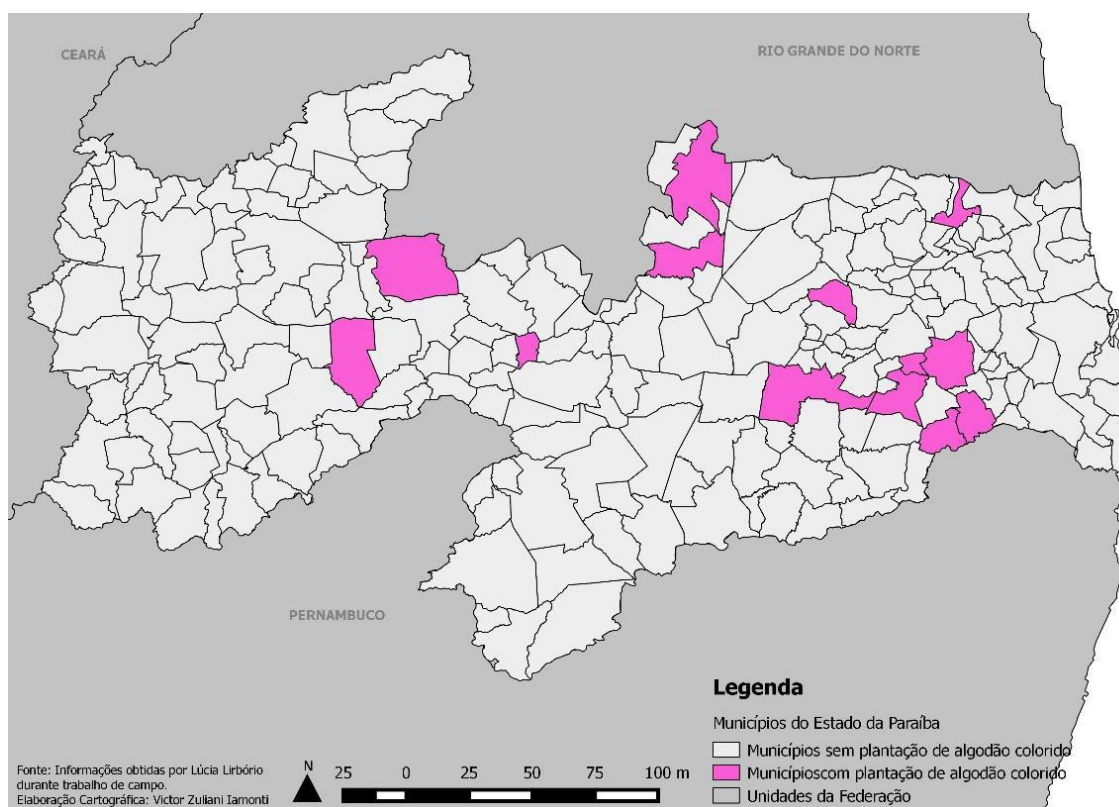 CEARÁ
RIO GRANDE DO NORTE
PERNAMBUCO
Legenda
Municípios do Estado da Paraíba
Municípios sem plantação de algodão colorido
Municípioscom plantação de algodão colorido
Unidades da Federação
Fonte: Informações obtidas por Lúcia Lirbório
durante trabalho de campo.
Elaboração Cartográfica: Victor Zuliani Iamonti
N
25 0 25 50 75 100 m